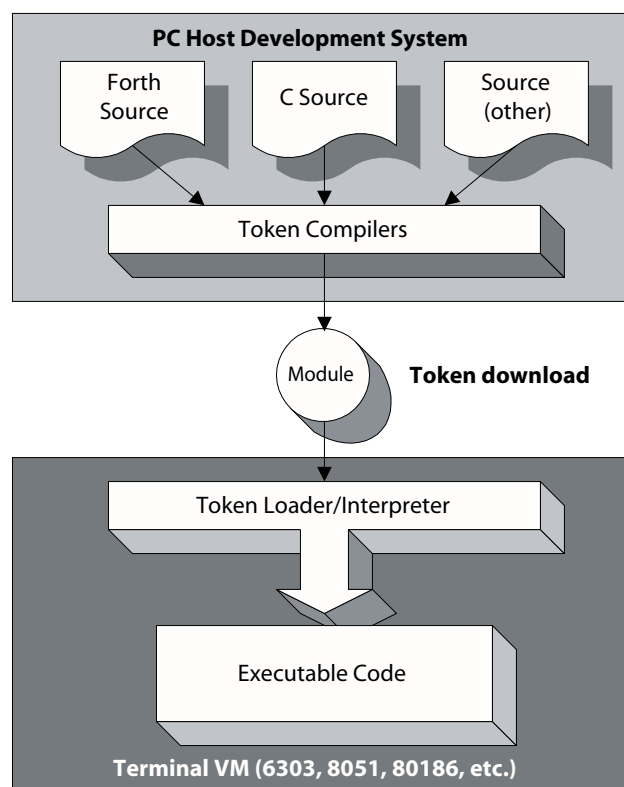 PC Host Development System
Forth
Source
C Source
Source
(other)
Token Compilers
Module
Token download
Token Loader/Interpreter
Executable Code
Terminal VM (6303, 8051, 80186, etc.)